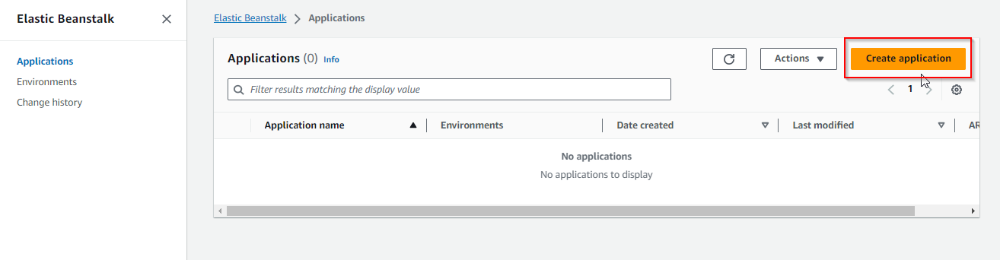 Elastic Beanstalk
Applications
Environments
Change history
Elastic Beanstalk > Applications
Applications (0) Info
Actions
Create application
Filter results matching the display value
1
Application name Environments Date created Last modified AR
No applications
No applications to display